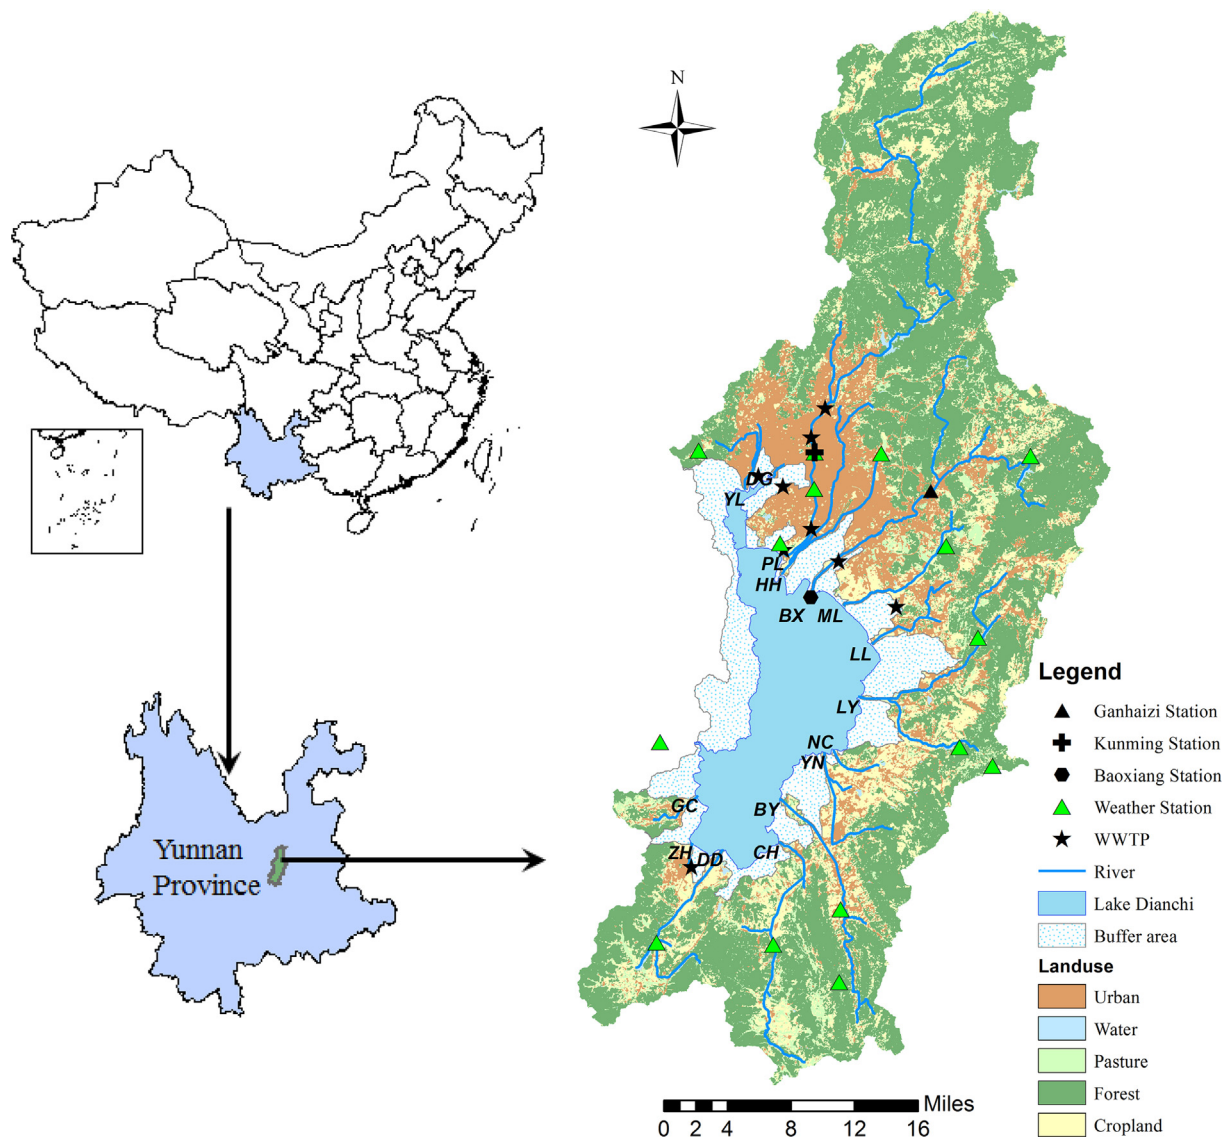 N
DG
YL
PL
HH
BX
ML
LL
LY
NC
YN
GC
BY
ZH
DD
CH
Yunnan
Province
Legend
Ganhaizi Station
Kunming Station
Baoxiang Station
Weather Station
WWTP
River
Lake Dianchi
Buffer area
Landuse
Urban
Water
Pasture
Forest
Cropland
Miles
0 2 4 8 12 16